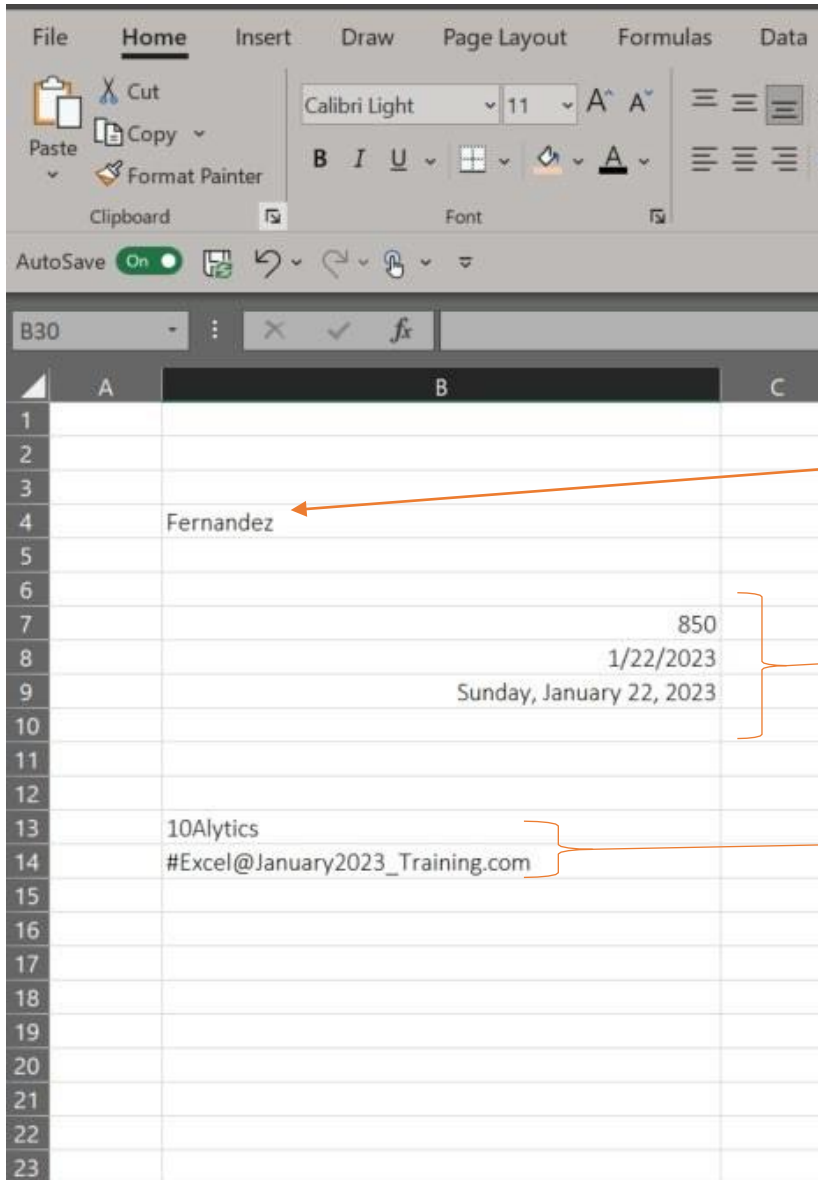 File Home Insert Draw Page Layout Formulas Data
Cut
Calibri Light 11 A A
Copy
Paste
B I U A
Format Painter
Clipboard Font
AutoSave On
B30 fx
A B C
1
2
3
4 Fernandez
5
6
7 850
8 1/22/2023
9 Sunday, January 22, 2023
10
11
12
13 10Alytics
14 #Excel@January2023_Training.com
15
16
17
18
19
20
21
22
23